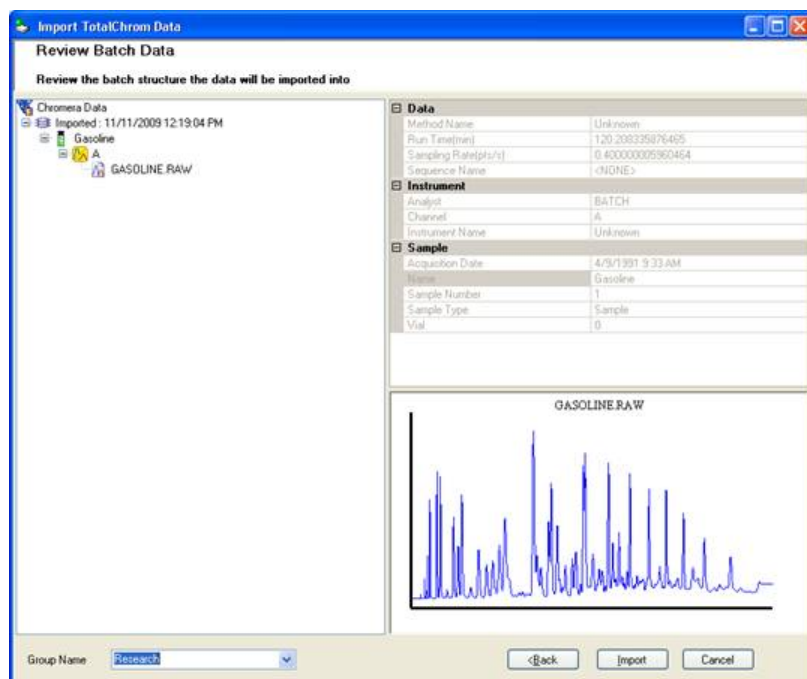 Import TotalChrom Data
Review Batch Data
Review the batch structure the data will be imported into
Chromera Data
Imported : 11/11/2009 12:19:04 PM
Gasoline
A
GASOLINE.RAW
Data
Method Name Unknown
Run Time(min) 120.208335876465
Sampling Rate(pts/s) 0.400000005960464
Sequence Name <NONE>
Instrument
Analyst BATCH
Channel A
Instrument Name Unknown
Sample
Acquisition Date 4/9/1991 9:33 AM
Name Gasoline
Sample Number 1
Sample Type Sample
Vial 0
GASOLINE.RAW
Group Name Research <Back Import Cancel